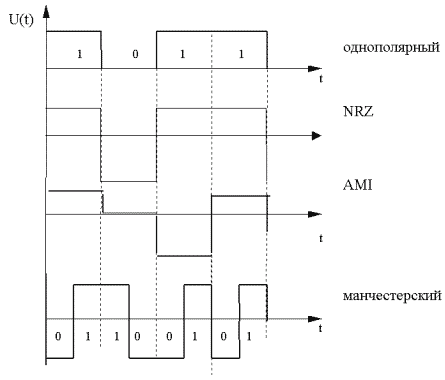 U(t)
1 0 1 1
однополярный
t
NRZ
AMI
t
манчестерский
0 1 1 0 0 1 0 1
t